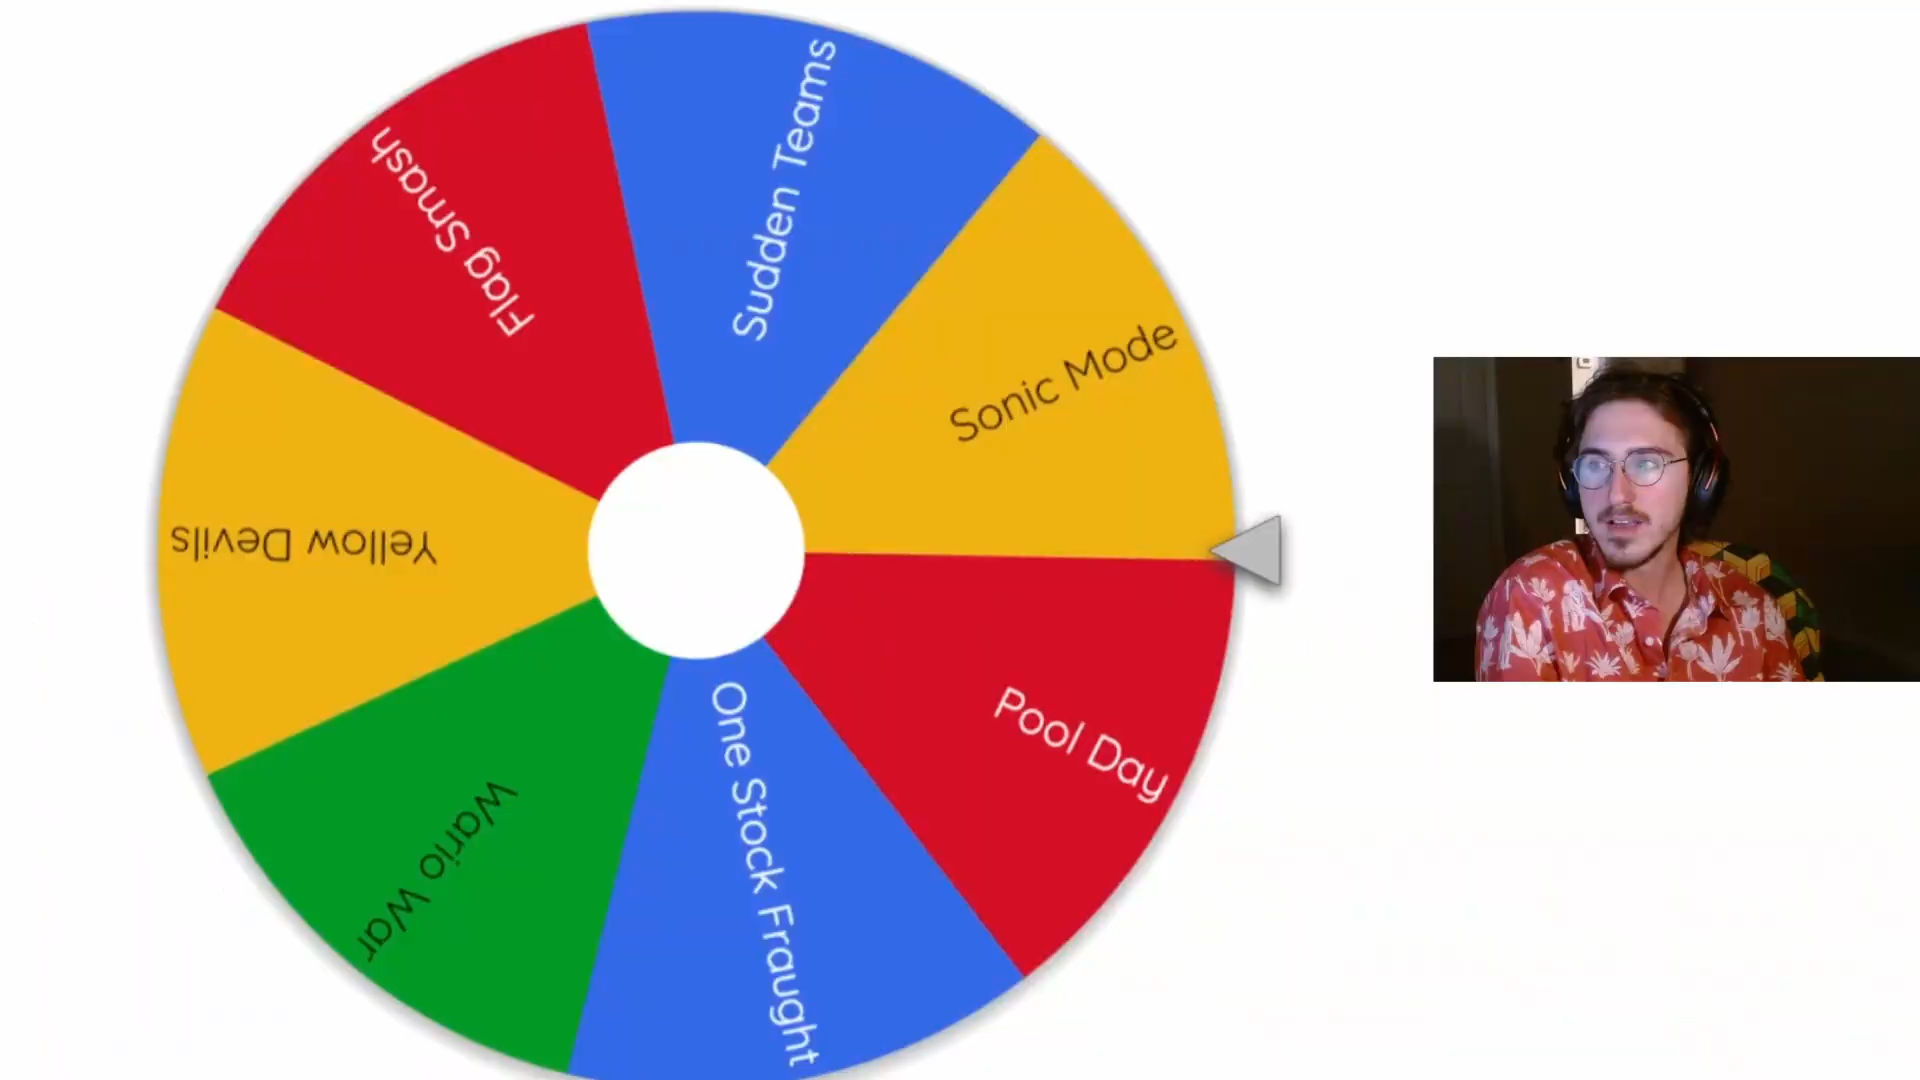 Sudden Teams
Flag Smash
Sonic Mode
Yellow Devils
Pool Day
Wario War
One Stock Fraught